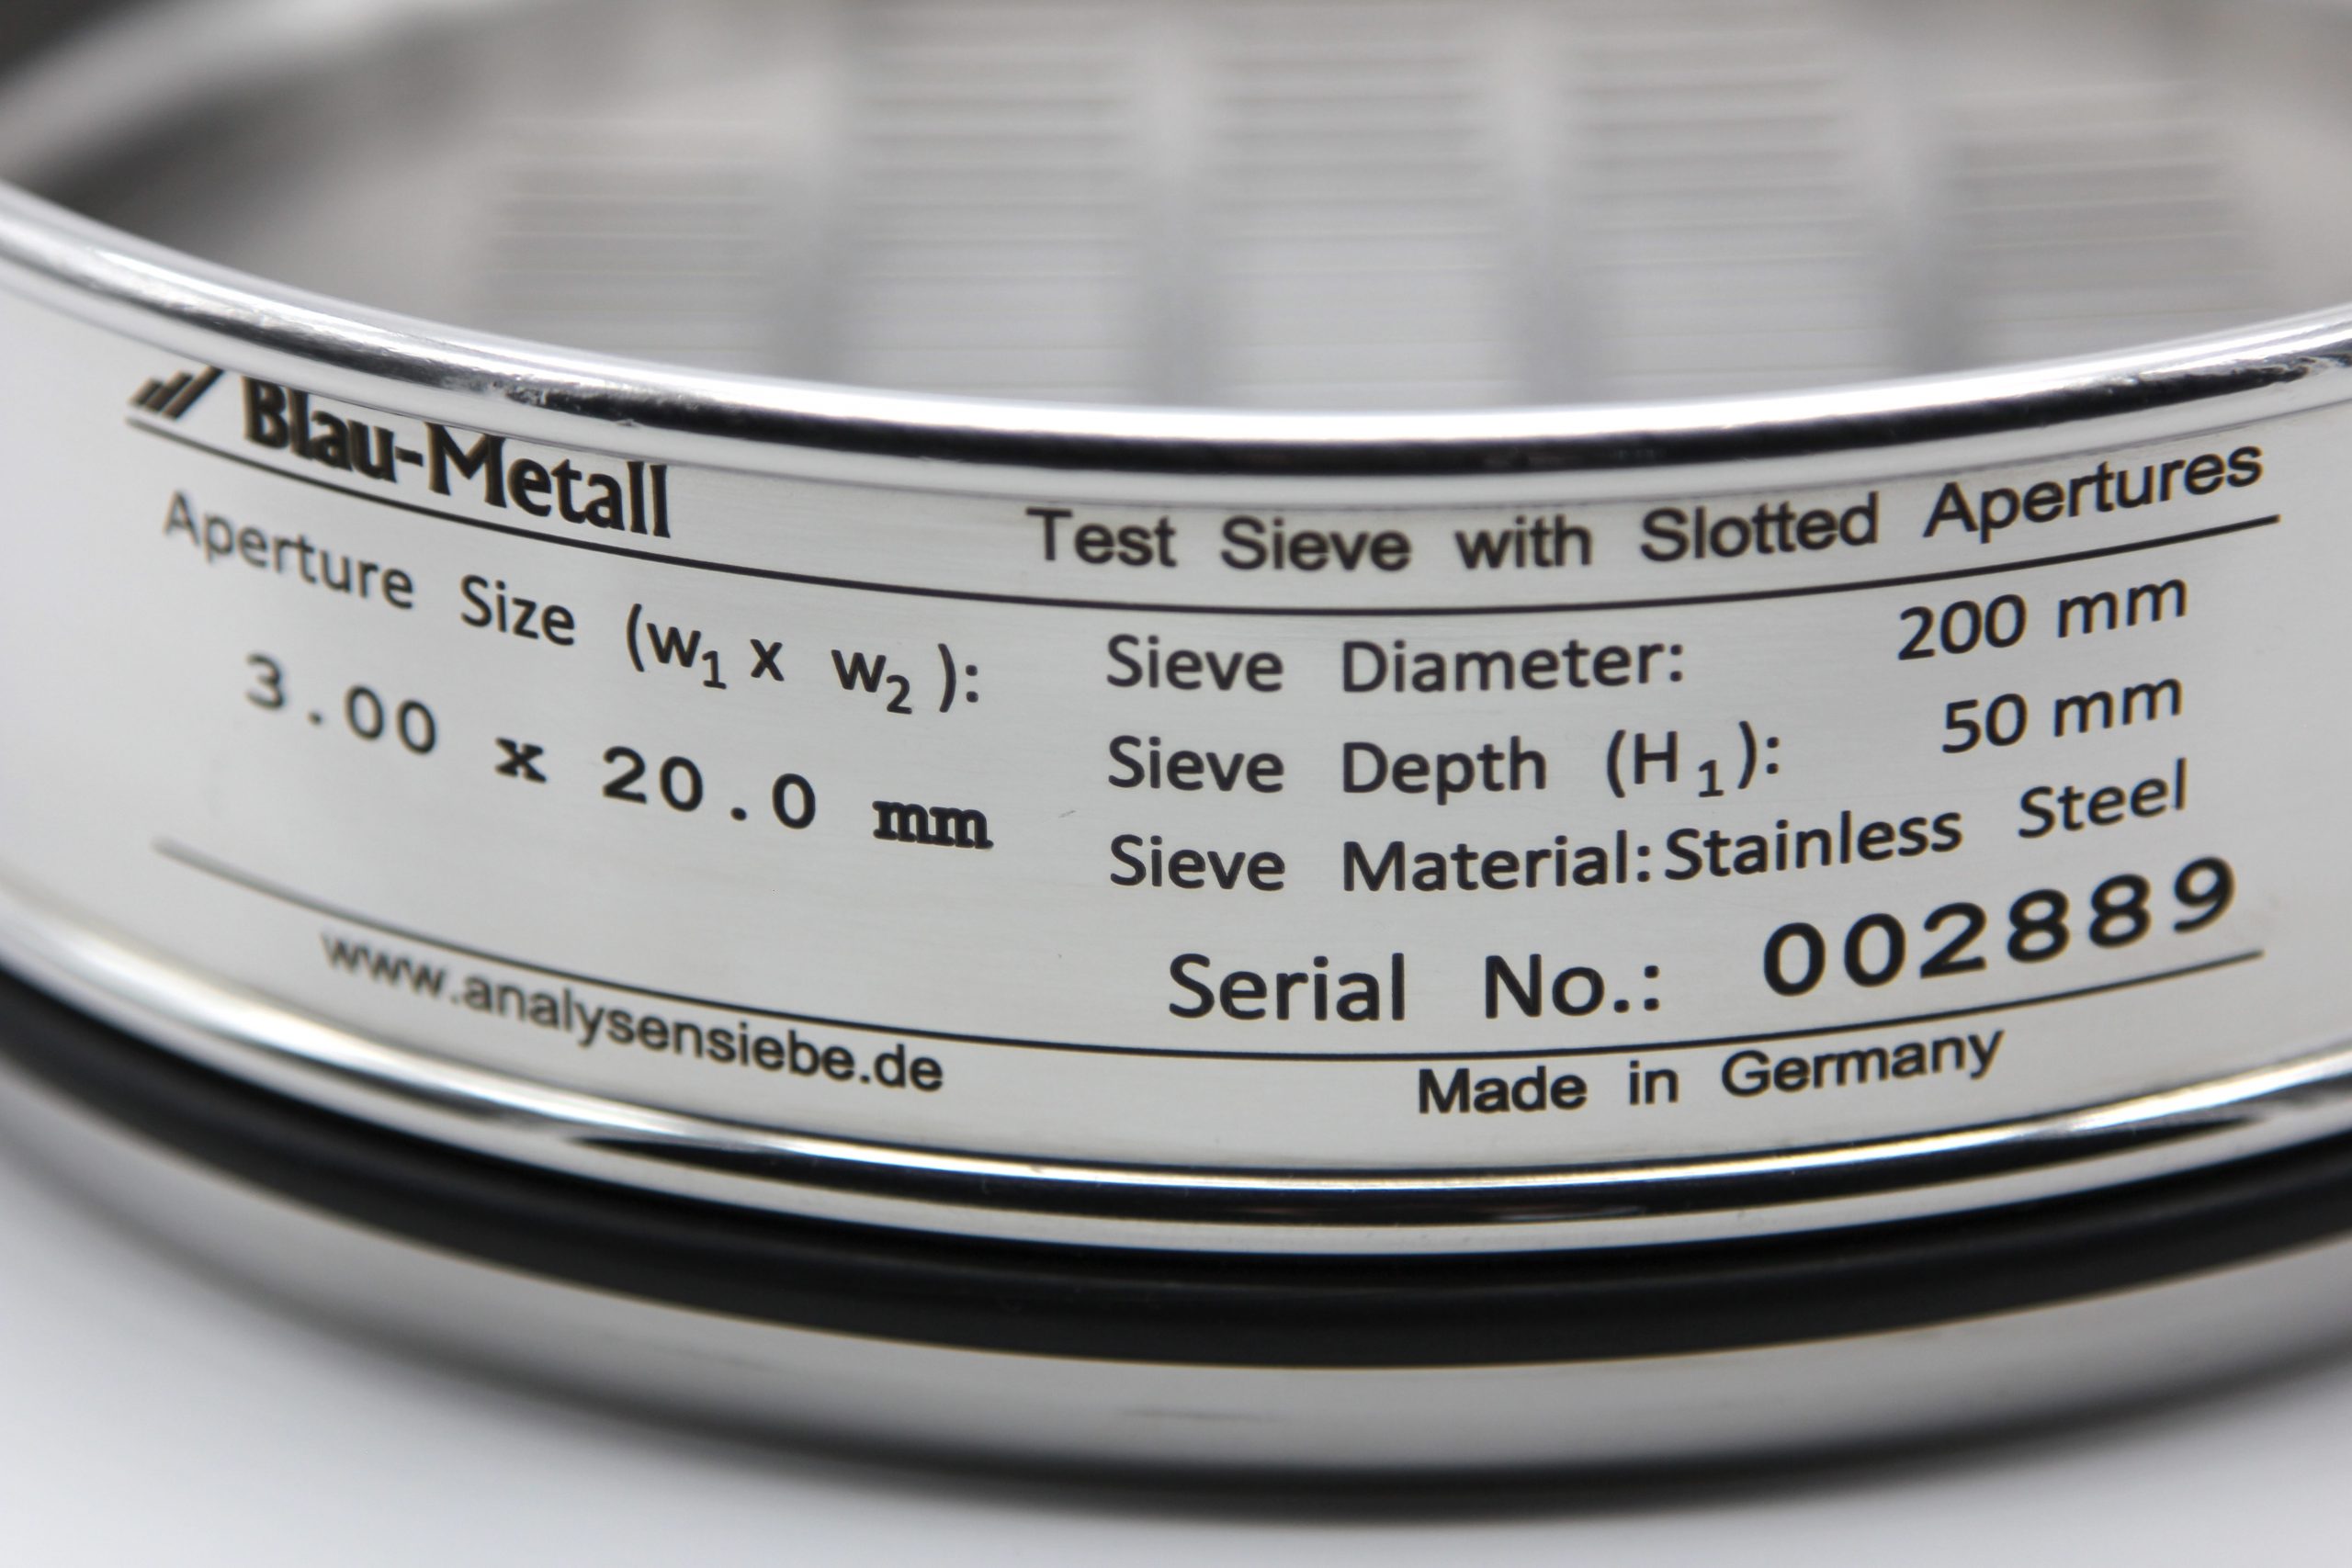 Blau-Metall
Test Sieve with Slotted Apertures
Aperture Size (w₁ x w₂):
3.00 x 20.0 mm
Sieve Diameter: 200 mm
Sieve Depth (H₁): 50 mm
Sieve Material: Stainless Steel
Serial No.: 002889
www.analysensiebe.de
Made in Germany